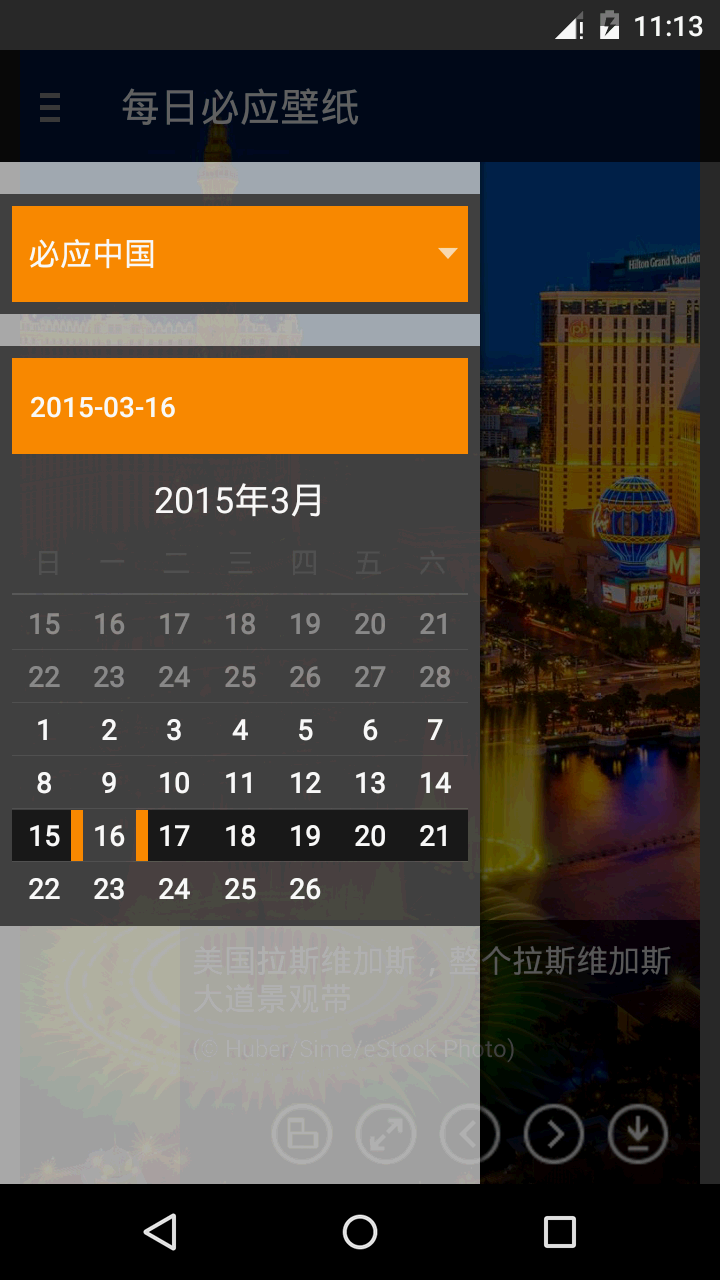 11:13
每日必应壁纸
必应中国
Hilton Grand Vacation
2015-03-16
2015年3月
日 一 二 三 四 五 六
15 16 17 18 19 20 21
22 23 24 25 26 27 28
1 2 3 4 5 6 7
8 9 10 11 12 13 14
15 16 17 18 19 20 21
22 23 24 25 26
M
美国拉斯维加斯，整个拉斯维加斯
大道景观带
(© Huber/Sime/eStock Photo)